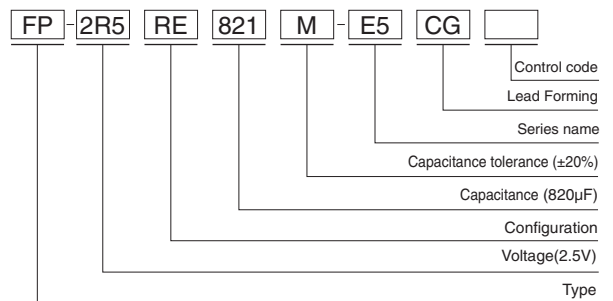 FP - 2R5 RE 821 M - E5 CG
Control code
Lead Forming
Series name
Capacitance tolerance (±20%)
Capacitance (820μF)
Configuration
Voltage(2.5V)
Type